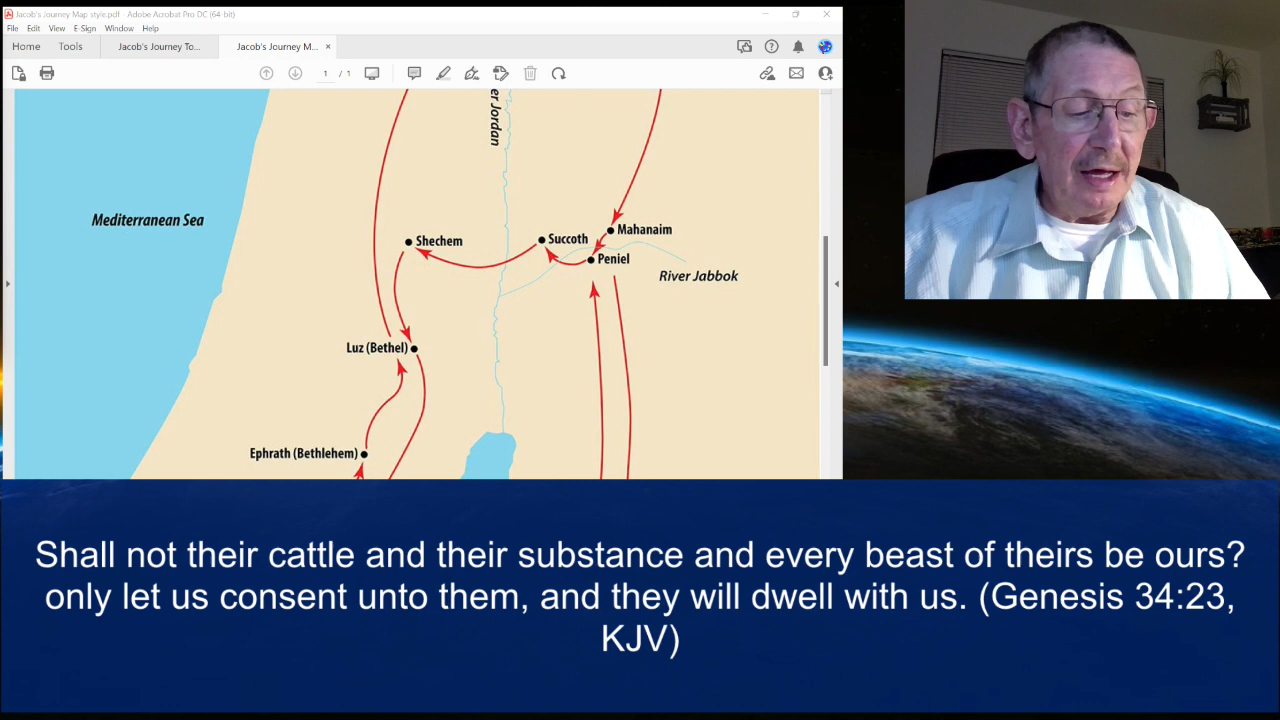 Jacob's Journey Map style.pdf - Adobe Acrobat Pro DC (64-bit)
File Edit View E-Sign Window Help
Home Tools Jacob's Journey To... Jacob's Journey M... ×
1 / 1
er Jordan
Mediterranean Sea
Mahanaim
Shechem
Succoth
Peniel
River Jabbok
Luz (Bethel)
Ephrath (Bethlehem)
Shall not their cattle and their substance and every beast of theirs be ours?
only let us consent unto them, and they will dwell with us. (Genesis 34:23,
KJV)